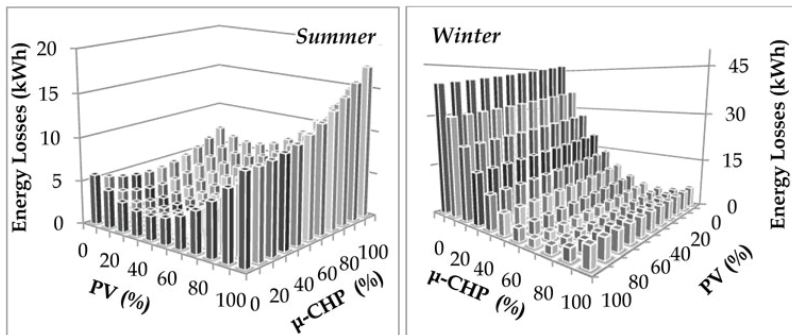 Summer
Energy Losses (kWh)
20
15
10
5
0
0 20 40 60 80 100
PV (%)
0 20 40 60 80 100
μ-CHP (%)
Winter
45
30
15
0
Energy Losses (kWh)
0 20 40 60 80 100
μ-CHP (%)
100 80 60 40 20 0
PV (%)